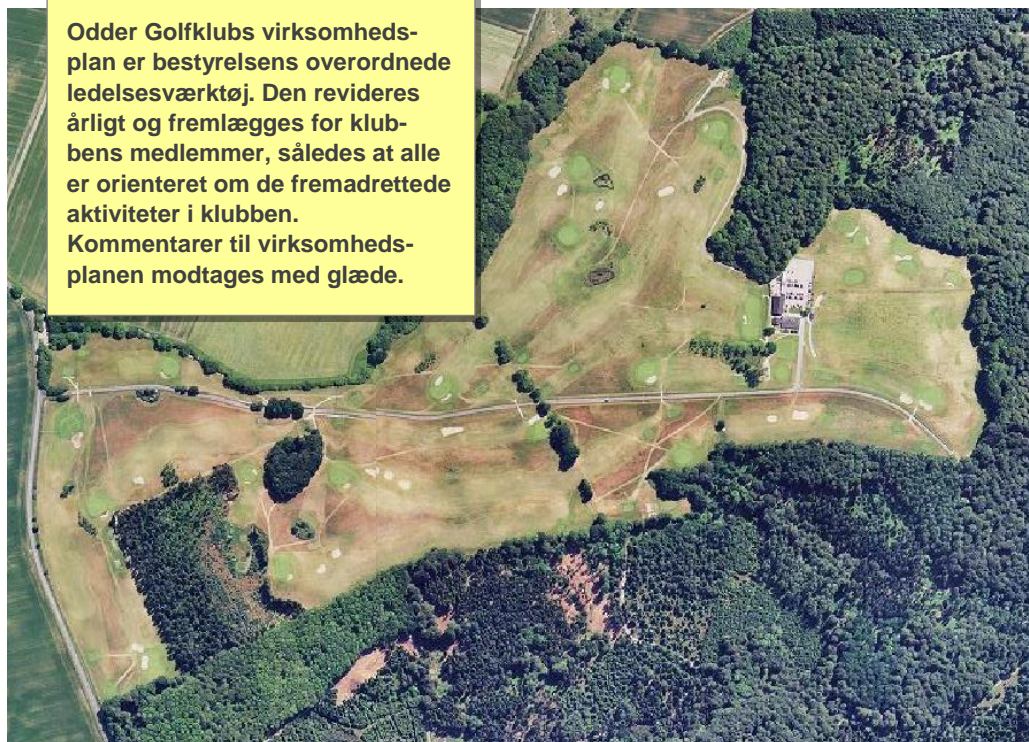 Odder Golfklubs virksomheds-
plan er bestyrelsens overordnede
ledelsesværktøj. Den revideres
årligt og fremlægges for klub-
bens medlemmer, således at alle
er orienteret om de fremadrettede
aktiviteter i klubben.
Kommentarer til virksomheds-
planen modtages med glæde.